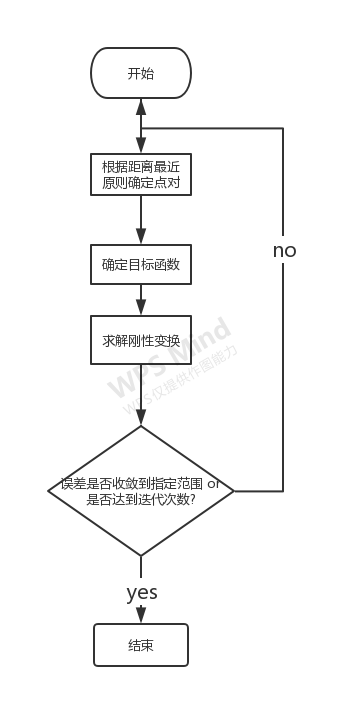 开始
根据距离最近
原则确定点对
no
确定目标函数
求解刚性变换
WPS Mind
WPS仅提供作图能力
误差是否收敛到指定范围 or
是否达到迭代次数?
yes
结束